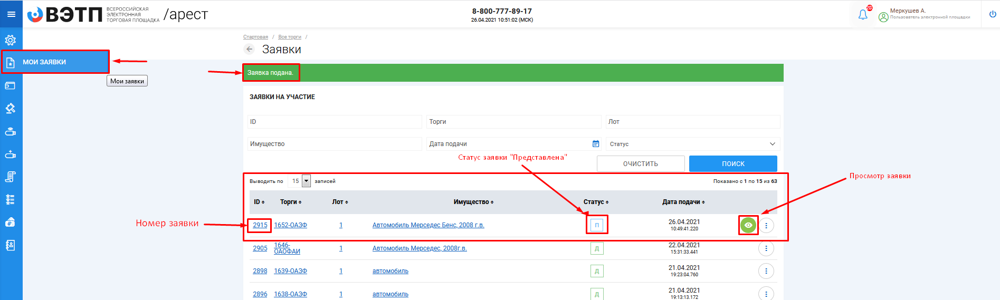 ВЭТП ВСЕРОССИЙСКАЯ ЭЛЕКТРОННАЯ ТОРГОВАЯ ПЛОЩАДКА /арест
8-800-777-89-17
26.04.2021 10:51:02 (МСК)
Меркушев А.
Пользователь электронной площадки
Стартовая / Все торги /
Заявки
МОИ ЗАЯВКИ
Мои заявки
Заявка подана.
ЗАЯВКИ НА УЧАСТИЕ
ID Торги Лот
Имущество Дата подачи Статус
Статус заявки "Представлена"
ОЧИСТИТЬ ПОИСК
Просмотр заявки
Выводить по 15 записей Показано с 1 по 15 из 63
ID Торги Лот Имущество Статус Дата подачи
Номер заявки
2915 1652-ОАЗФ 1 Автомобиль Мерседес Бенс, 2008 г.в. П 26.04.2021
10:49:41.220
2905 1646-ОАОФАИ 1 Автомобиль Мерседес, 2008г.в. Д 22.04.2021
15:31:33.441
2898 1639-ОАЗФ 1 автомобиль Д 21.04.2021
19:23:04.760
2896 1638-ОАЗФ 1 автомобиль Д 21.04.2021
19:13:13.172